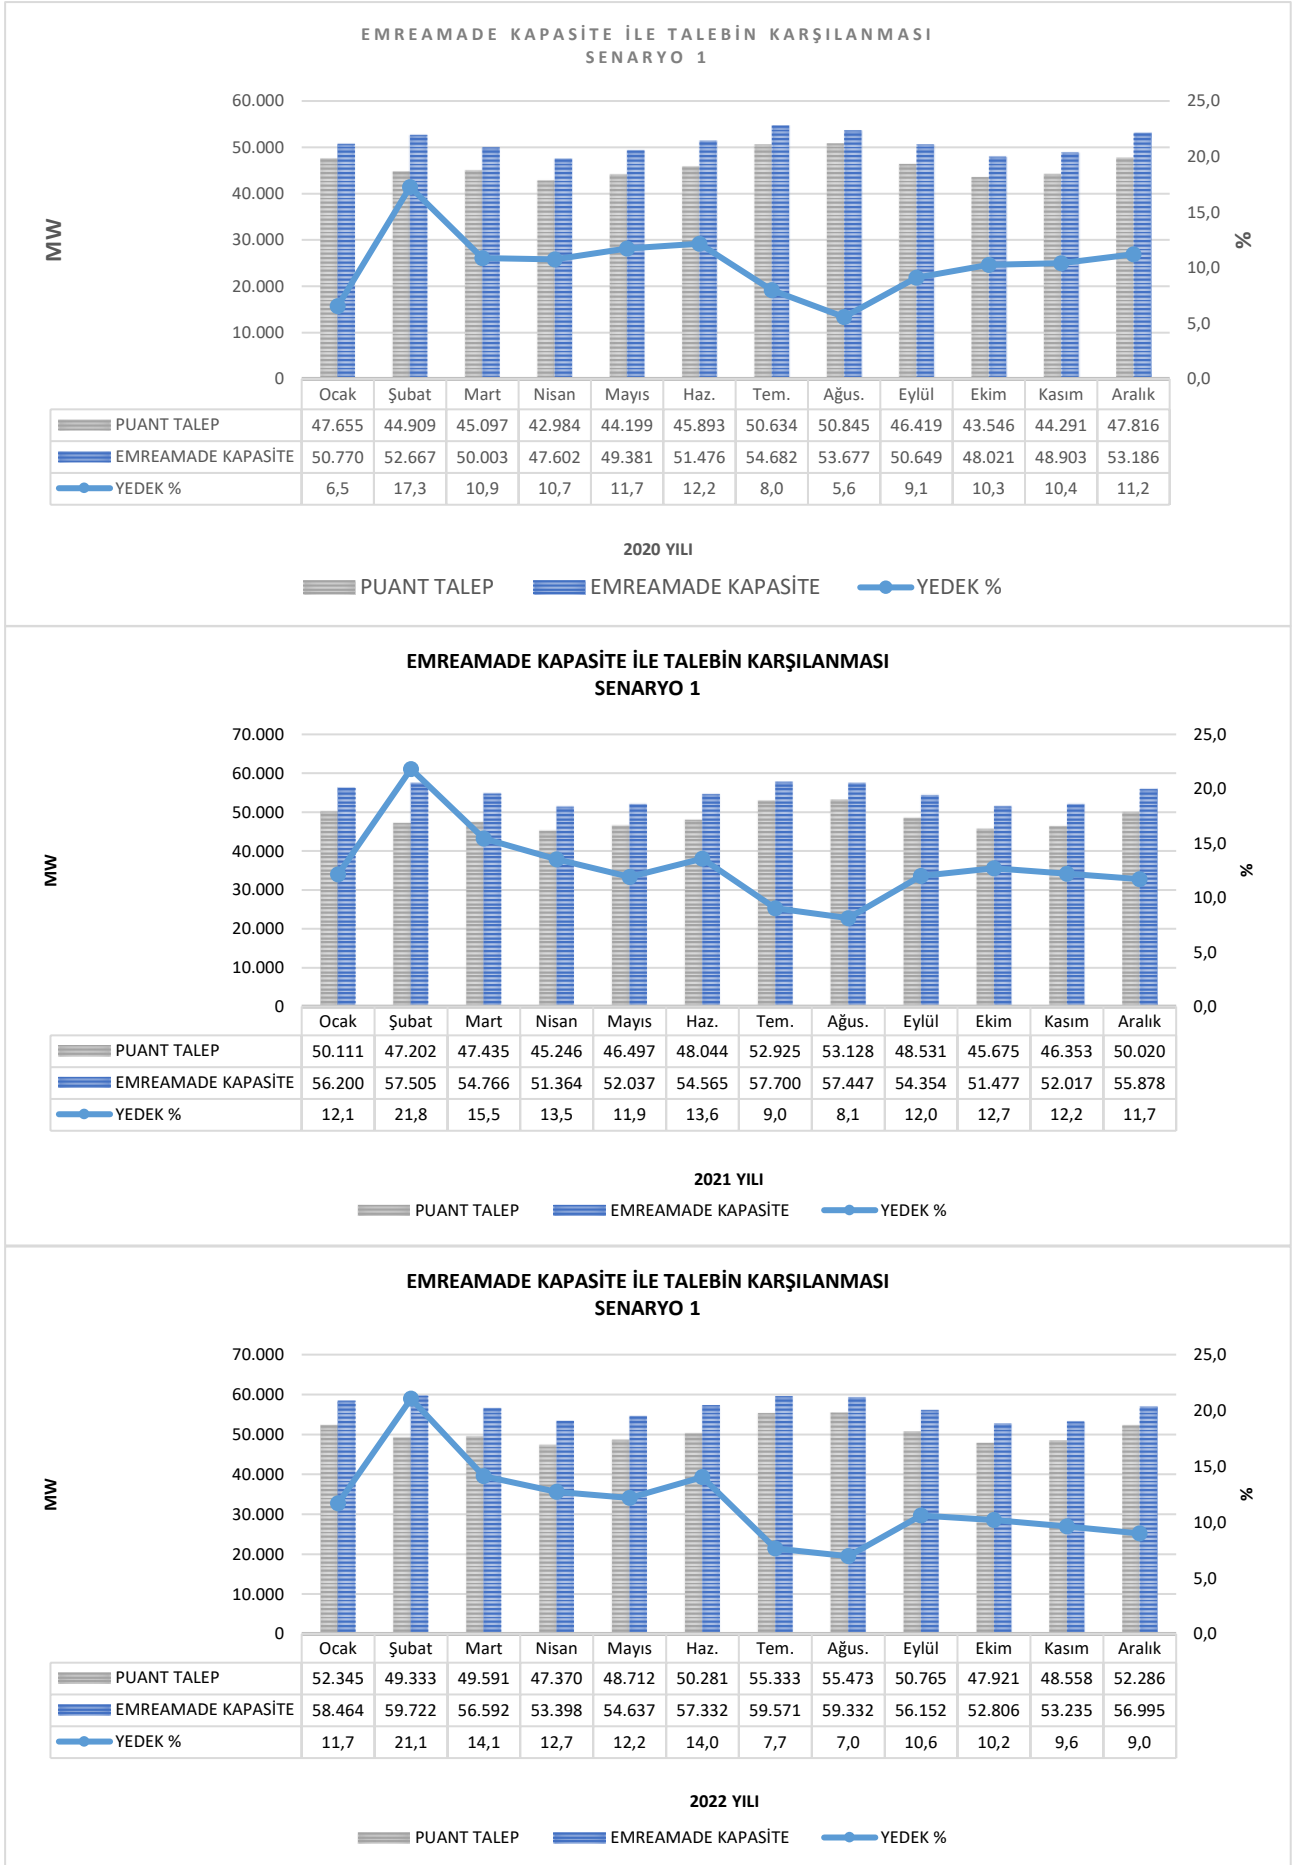 EMREAMADE KAPASİTE İLE TALEBİN KARŞILANMASI
SENARYO 1
60.000
50.000
40.000
30.000
20.000
10.000
0
MW
25,0
20,0
15,0
10,0
5,0
0,0
%
Ocak Şubat Mart Nisan Mayıs Haz. Tem. Ağus. Eylül Ekim Kasım Aralık
PUANT TALEP 47.655 44.909 45.097 42.984 44.199 45.893 50.634 50.845 46.419 43.546 44.291 47.816
EMREAMADE KAPASİTE 50.770 52.667 50.003 47.602 49.381 51.476 54.682 53.677 50.649 48.021 48.903 53.186
YEDEK % 6,5 17,3 10,9 10,7 11,7 12,2 8,0 5,6 9,1 10,3 10,4 11,2
2020 YILI
PUANT TALEP EMREAMADE KAPASİTE YEDEK %
EMREAMADE KAPASİTE İLE TALEBİN KARŞILANMASI
SENARYO 1
70.000
60.000
50.000
40.000
30.000
20.000
10.000
0
MW
25,0
20,0
15,0
10,0
5,0
0,0
%
Ocak Şubat Mart Nisan Mayıs Haz. Tem. Ağus. Eylül Ekim Kasım Aralık
PUANT TALEP 50.111 47.202 47.435 45.246 46.497 48.044 52.925 53.128 48.531 45.675 46.353 50.020
EMREAMADE KAPASİTE 56.200 57.505 54.766 51.364 52.037 54.565 57.700 57.447 54.354 51.477 52.017 55.878
YEDEK % 12,1 21,8 15,5 13,5 11,9 13,6 9,0 8,1 12,0 12,7 12,2 11,7
2021 YILI
PUANT TALEP EMREAMADE KAPASİTE YEDEK %
EMREAMADE KAPASİTE İLE TALEBİN KARŞILANMASI
SENARYO 1
70.000
60.000
50.000
40.000
30.000
20.000
10.000
0
MW
25,0
20,0
15,0
10,0
5,0
0,0
%
Ocak Şubat Mart Nisan Mayıs Haz. Tem. Ağus. Eylül Ekim Kasım Aralık
PUANT TALEP 52.345 49.333 49.591 47.370 48.712 50.281 55.333 55.473 50.765 47.921 48.558 52.286
EMREAMADE KAPASİTE 58.464 59.722 56.592 53.398 54.637 57.332 59.571 59.332 56.152 52.806 53.235 56.995
YEDEK % 11,7 21,1 14,1 12,7 12,2 14,0 7,7 7,0 10,6 10,2 9,6 9,0
2022 YILI
PUANT TALEP EMREAMADE KAPASİTE YEDEK %